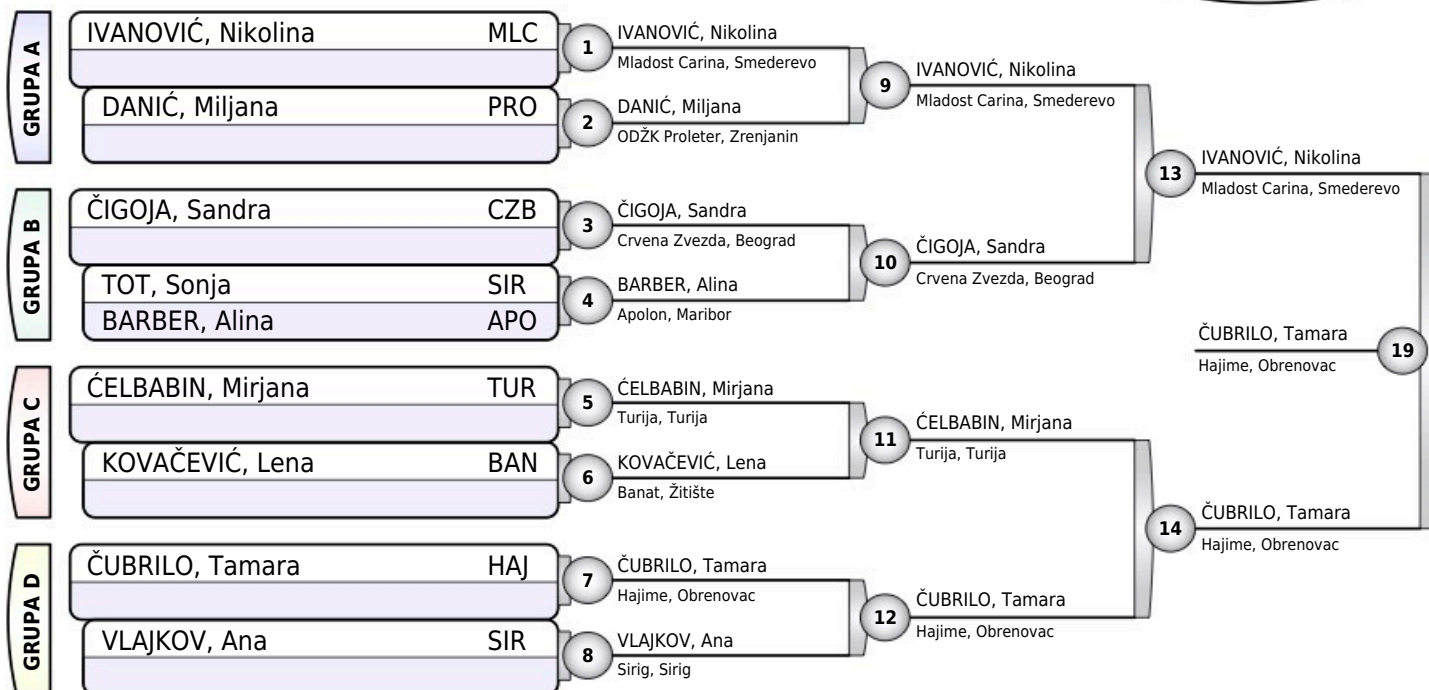 GRUPA A
IVANOVIĆ, Nikolina MLC
DANIĆ, Miljana PRO
1
IVANOVIĆ, Nikolina
Mladost Carina, Smederevo
2
DANIĆ, Miljana
ODŽK Proleter, Zrenjanin
9
IVANOVIĆ, Nikolina
Mladost Carina, Smederevo
GRUPA B
ČIGOJA, Sandra CZB
TOT, Sonja SIR
BARBER, Alina APO
3
ČIGOJA, Sandra
Crvena Zvezda, Beograd
4
BARBER, Alina
Apolon, Maribor
10
ČIGOJA, Sandra
Crvena Zvezda, Beograd
13
IVANOVIĆ, Nikolina
Mladost Carina, Smederevo
GRUPA C
ĆELBABIN, Mirjana TUR
KOVAČEVIĆ, Lena BAN
5
ĆELBABIN, Mirjana
Turija, Turija
6
KOVAČEVIĆ, Lena
Banat, Žitište
11
ĆELBABIN, Mirjana
Turija, Turija
GRUPA D
ČUBRILO, Tamara HAJ
VLAJKOV, Ana SIR
7
ČUBRILO, Tamara
Hajime, Obrenovac
8
VLAJKOV, Ana
Sirig, Sirig
12
ČUBRILO, Tamara
Hajime, Obrenovac
14
ČUBRILO, Tamara
Hajime, Obrenovac
ČUBRILO, Tamara
Hajime, Obrenovac
19